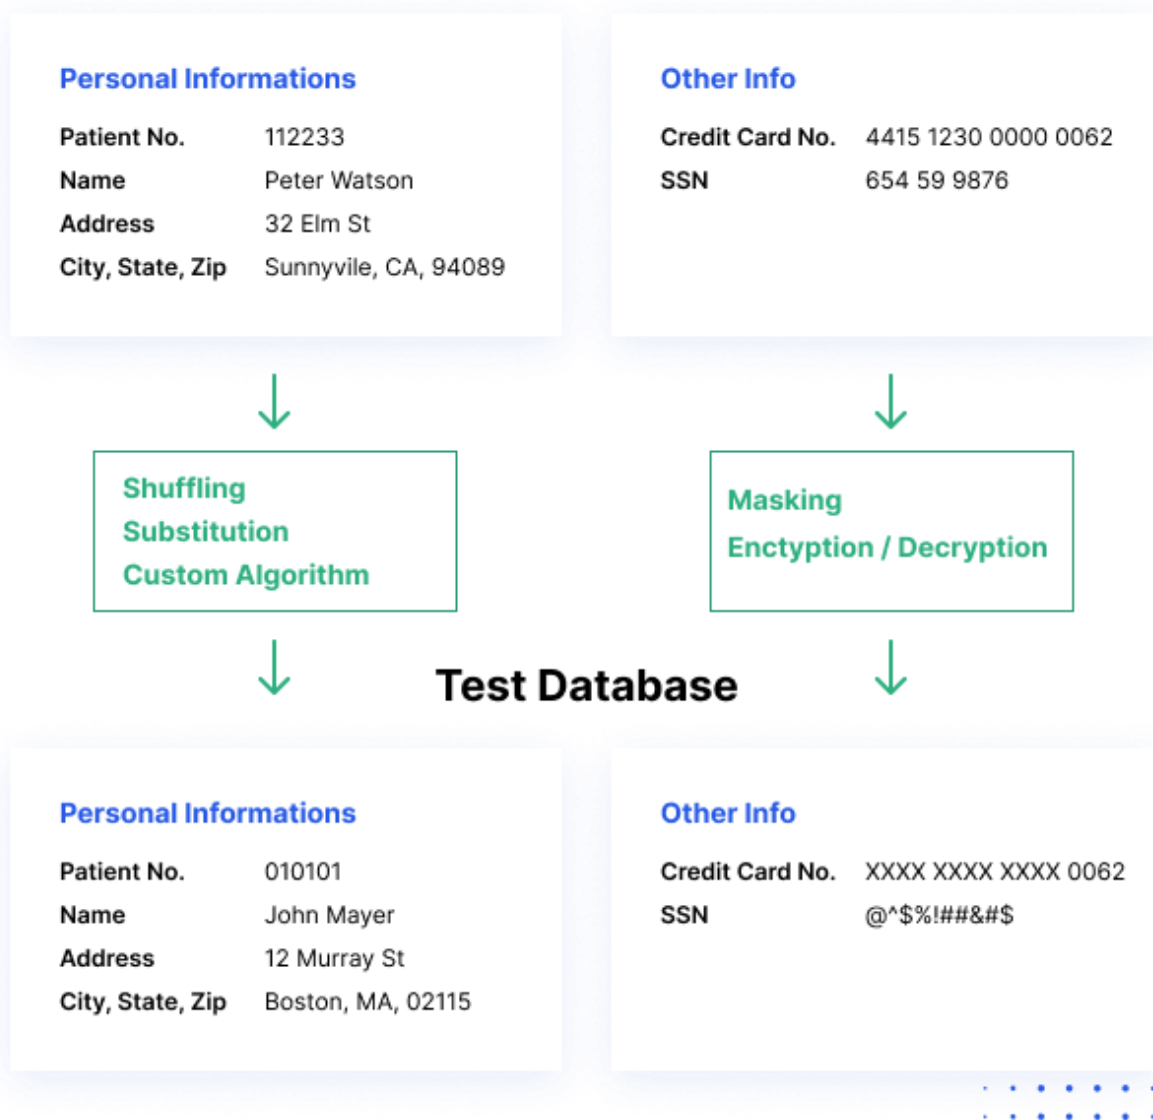 Personal Informations
Patient No. 112233
Name Peter Watson
Address 32 Elm St
City, State, Zip Sunnyvile, CA, 94089
Other Info
Credit Card No. 4415 1230 0000 0062
SSN 654 59 9876
Shuffling
Substitution
Custom Algorithm
Masking
Enctyption / Decryption
Test Database
Personal Informations
Patient No. 010101
Name John Mayer
Address 12 Murray St
City, State, Zip Boston, MA, 02115
Other Info
Credit Card No. XXXX XXXX XXXX 0062
SSN @^$%!##&#$